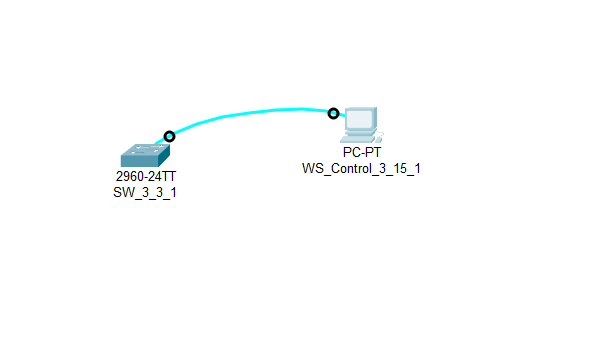 2960-24TT
SW_3_3_1
PC-PT
WS_Control_3_15_1